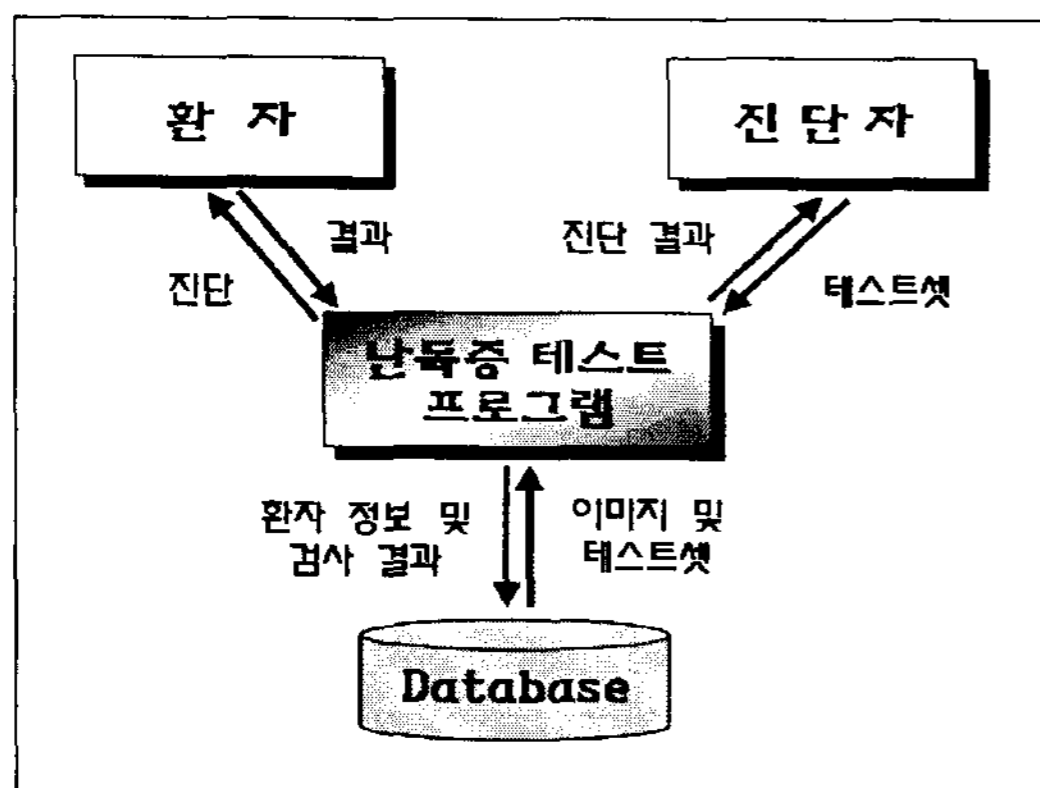 환 자
진 단 자
결과
진단
진단 결과
테스트셋
난독증 테스트
프로그램
환자 정보 및
검사 결과
이미지 및
테스트셋
Database